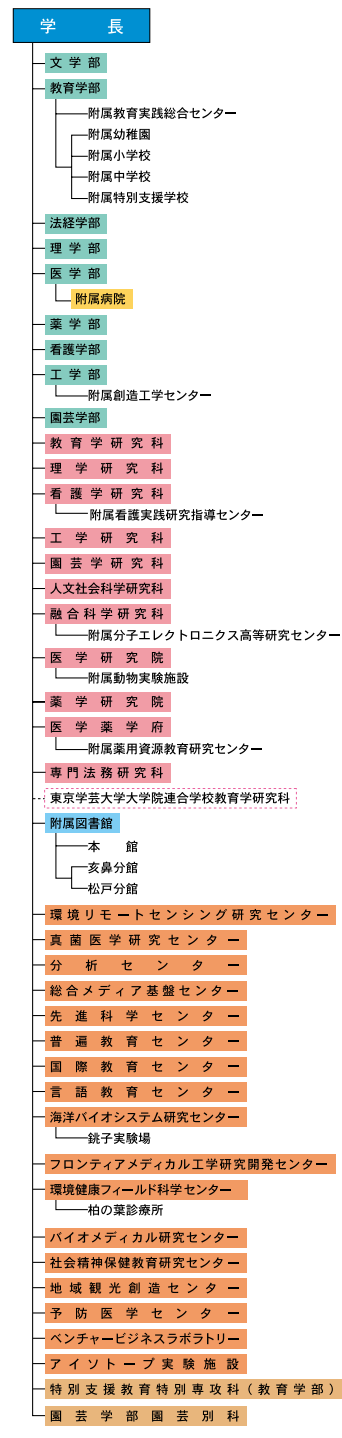 学長
文学部
教育学部
附属教育実践総合センター
附属幼稚園
附属小学校
附属中学校
附属特別支援学校
法経学部
理学部
医学部
附属病院
薬学部
看護学部
工学部
附属創造工学センター
園芸学部
教育学研究科
理学研究科
看護学研究科
附属看護実践研究指導センター
工学研究科
園芸学研究科
人文社会科学研究科
融合科学研究科
附属分子エレクトロニクス高等研究センター
医学研究院
附属動物実験施設
薬学研究院
医学薬学府
附属薬用資源教育研究センター
専門法務研究科
東京学芸大学大学院連合学校教育学研究科
附属図書館
本館
亥鼻分館
松戸分館
環境リモートセンシング研究センター
真菌医学研究センター
分析センター
総合メディア基盤センター
先進科学センター
普遍教育センター
国際教育センター
言語教育センター
海洋バイオシステム研究センター
銚子実験場
フロンティアメディカル工学研究開発センター
環境健康フィールド科学センター
柏の葉診療所
バイオメディカル研究センター
社会精神保健教育研究センター
地域観光創造センター
予防医学センター
ベンチャービジネスラボラトリー
アイソトープ実験施設
特別支援教育特別専攻科(教育学部)
園芸学部園芸別科